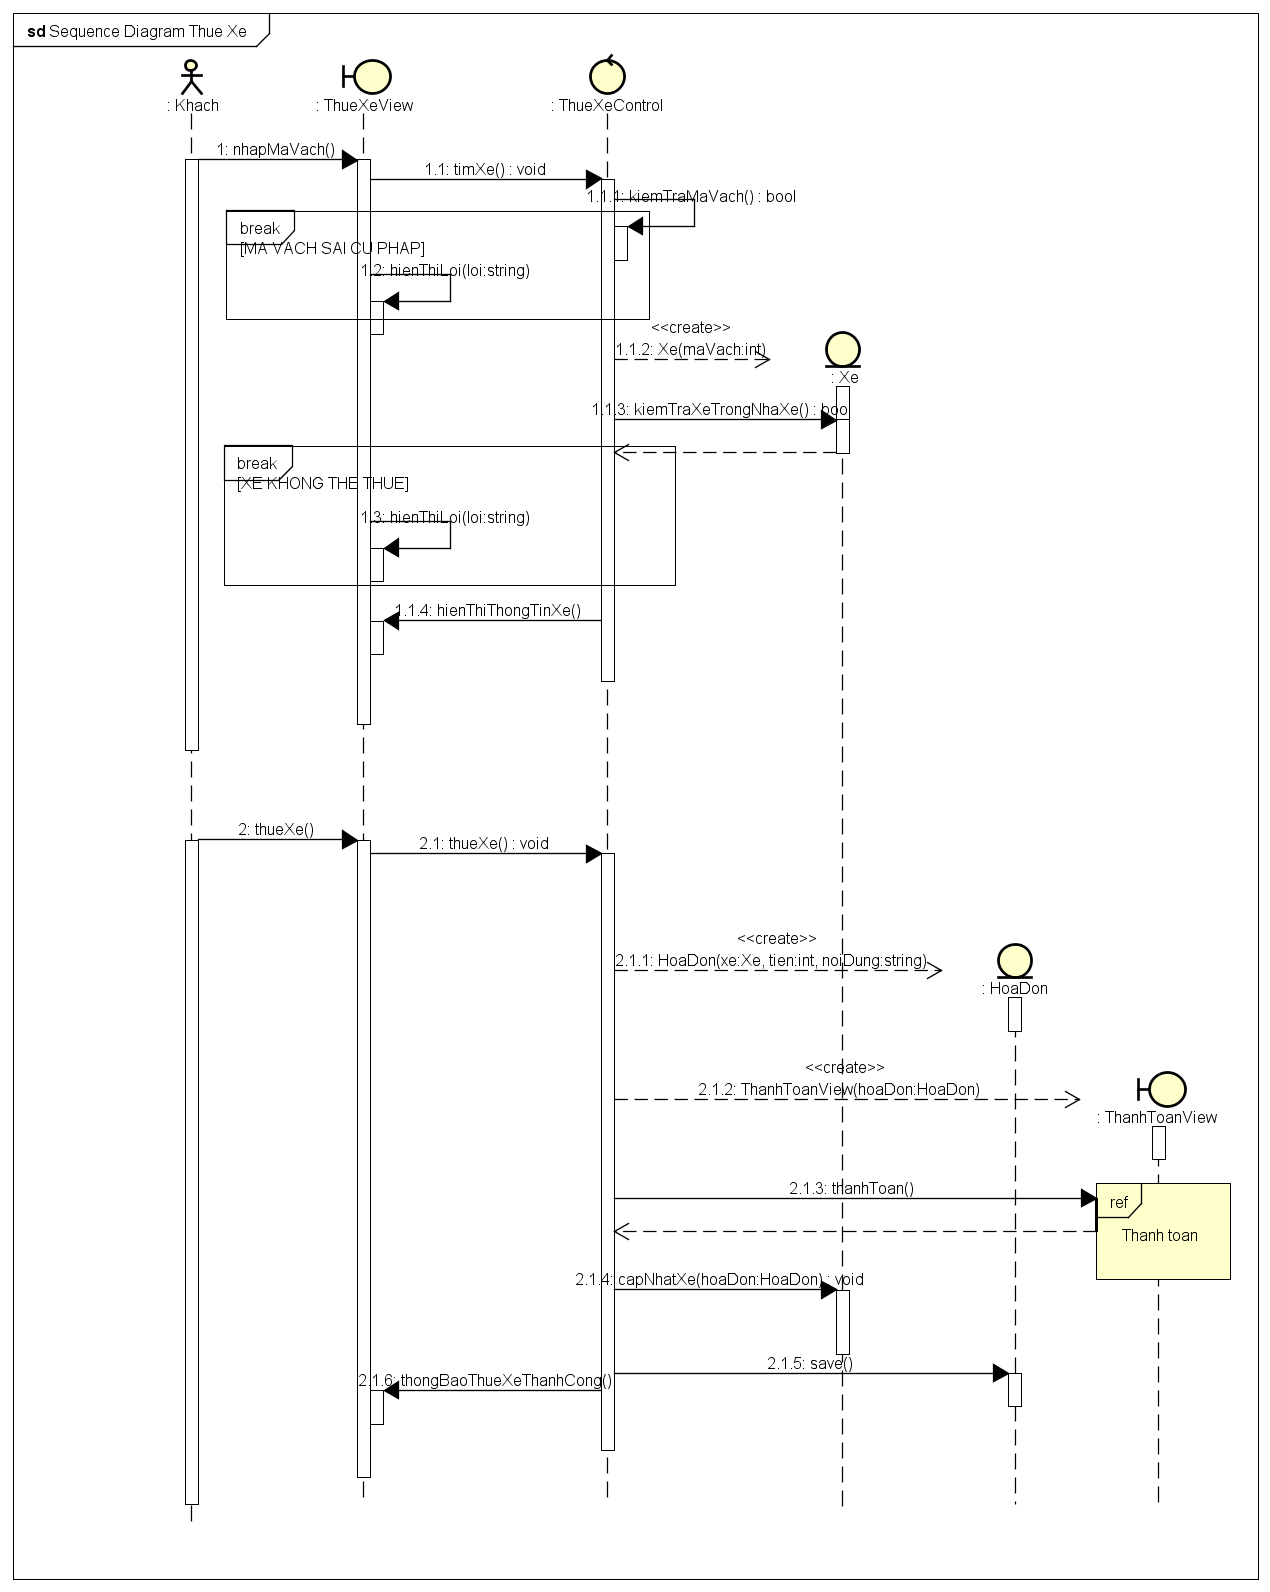 sd Sequence Diagram Thue Xe
: Khach
: ThueXeView
: ThueXeControl
1: nhapMaVach()
1.1: timXe() : void
1.1.1: kiemTraMaVach() : bool
break
[MA VACH SAI CU PHAP]
1.2: hienThiLoi(loi:string)
<<create>>
1.1.2: Xe(maVach:int)
: Xe
1.1.3: kiemTraXeTrongNhaXe() : boo
break
[XE KHONG THE THUE]
1.3: hienThiLoi(loi:string)
1.1.4: hienThiThongTinXe()
2: thueXe()
2.1: thueXe() : void
<<create>>
2.1.1: HoaDon(xe:Xe, tien:int, noiDung:string)
: HoaDon
<<create>>
2.1.2: ThanhToanView(hoaDon:HoaDon)
: ThanhToanView
2.1.3: thanhToan()
ref
Thanh toan
2.1.4: capNhatXe(hoaDon:HoaDon) : void
2.1.5: save()
2.1.6: thongBaoThueXeThanhCong()